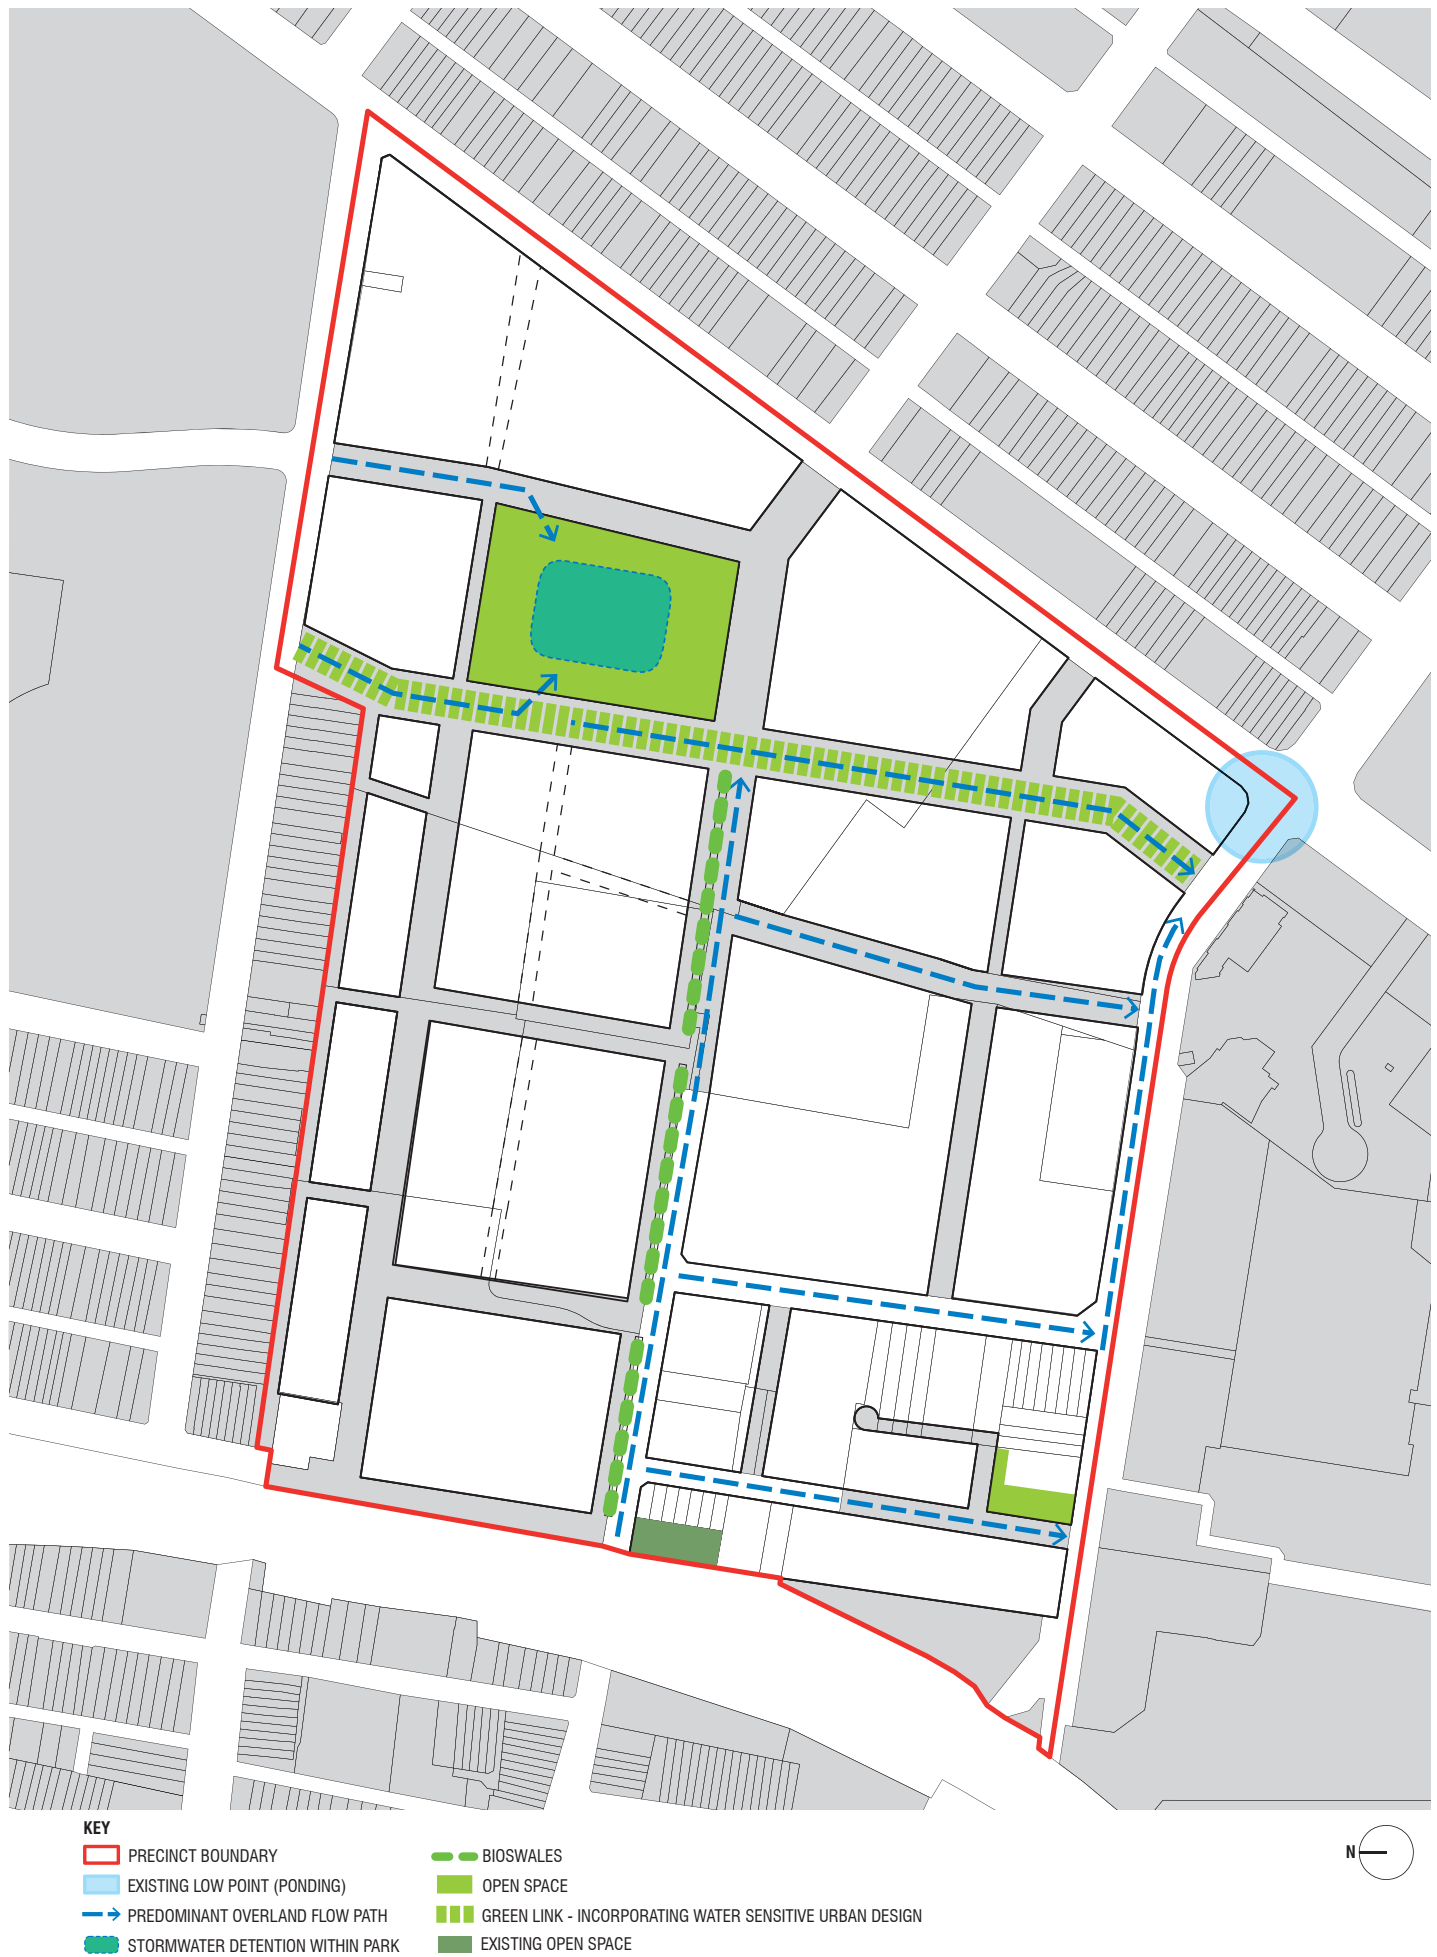 KEY
PRECINCT BOUNDARY
EXISTING LOW POINT (PONDING)
PREDOMINANT OVERLAND FLOW PATH
STORMWATER DETENTION WITHIN PARK
BIOSWALES
OPEN SPACE
GREEN LINK - INCORPORATING WATER SENSITIVE URBAN DESIGN
EXISTING OPEN SPACE
N